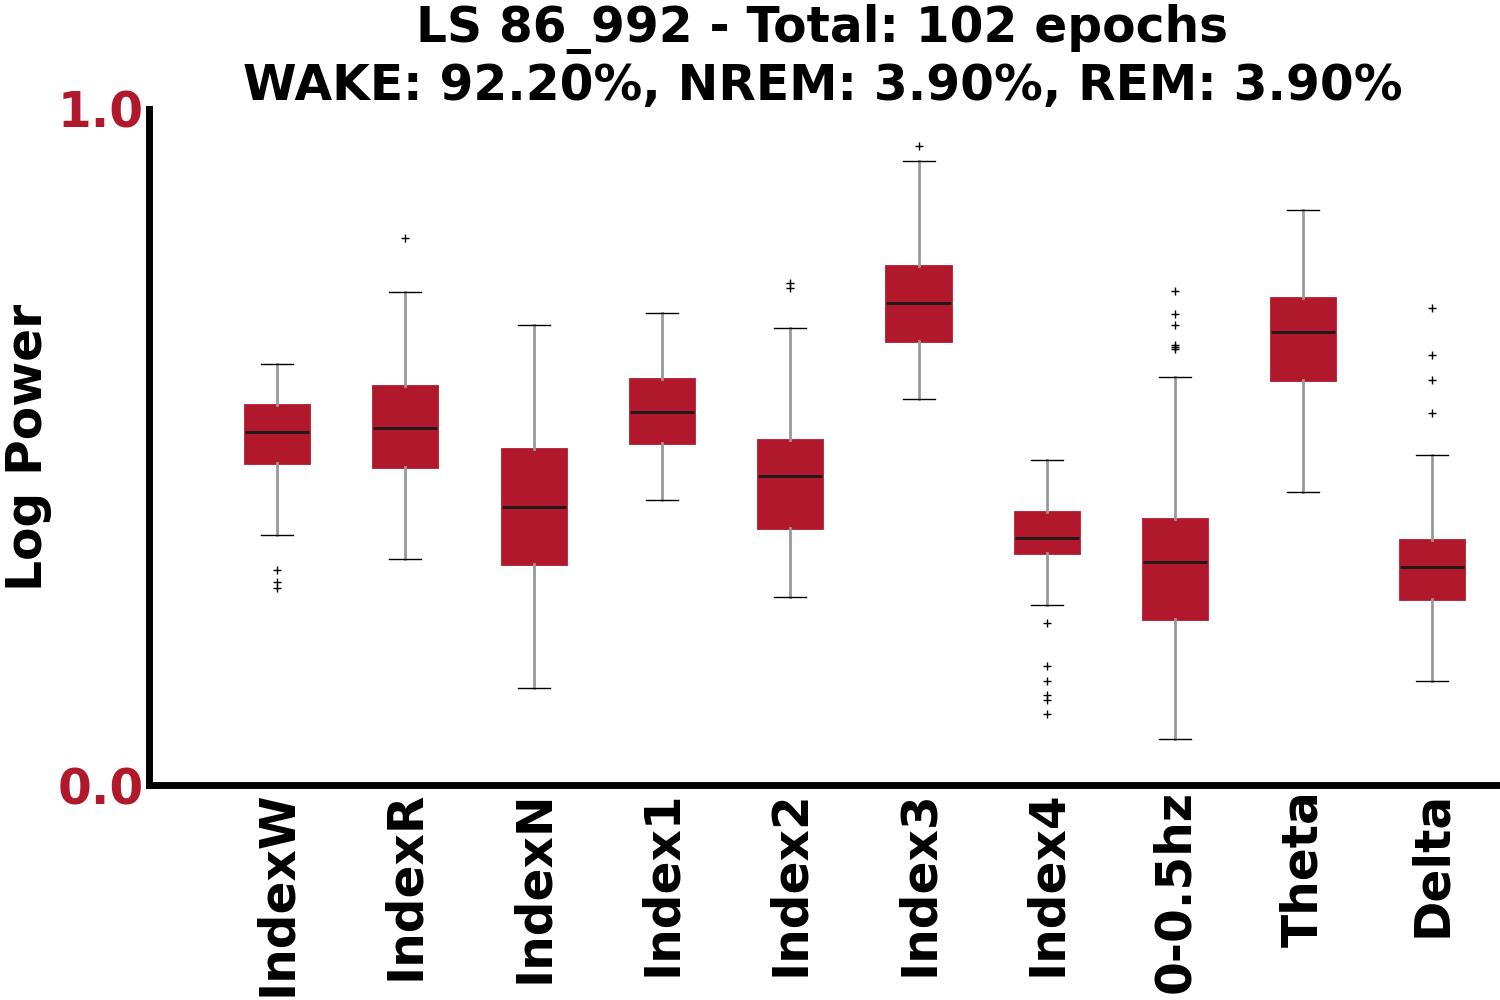 LS 86_992 - Total: 102 epochs
WAKE: 92.20%, NREM: 3.90%, REM: 3.90%
1.0
Log Power
0.0
IndexW
IndexR
IndexN
Index1
Index2
Index3
Index4
0-0.5hz
Theta
Delta